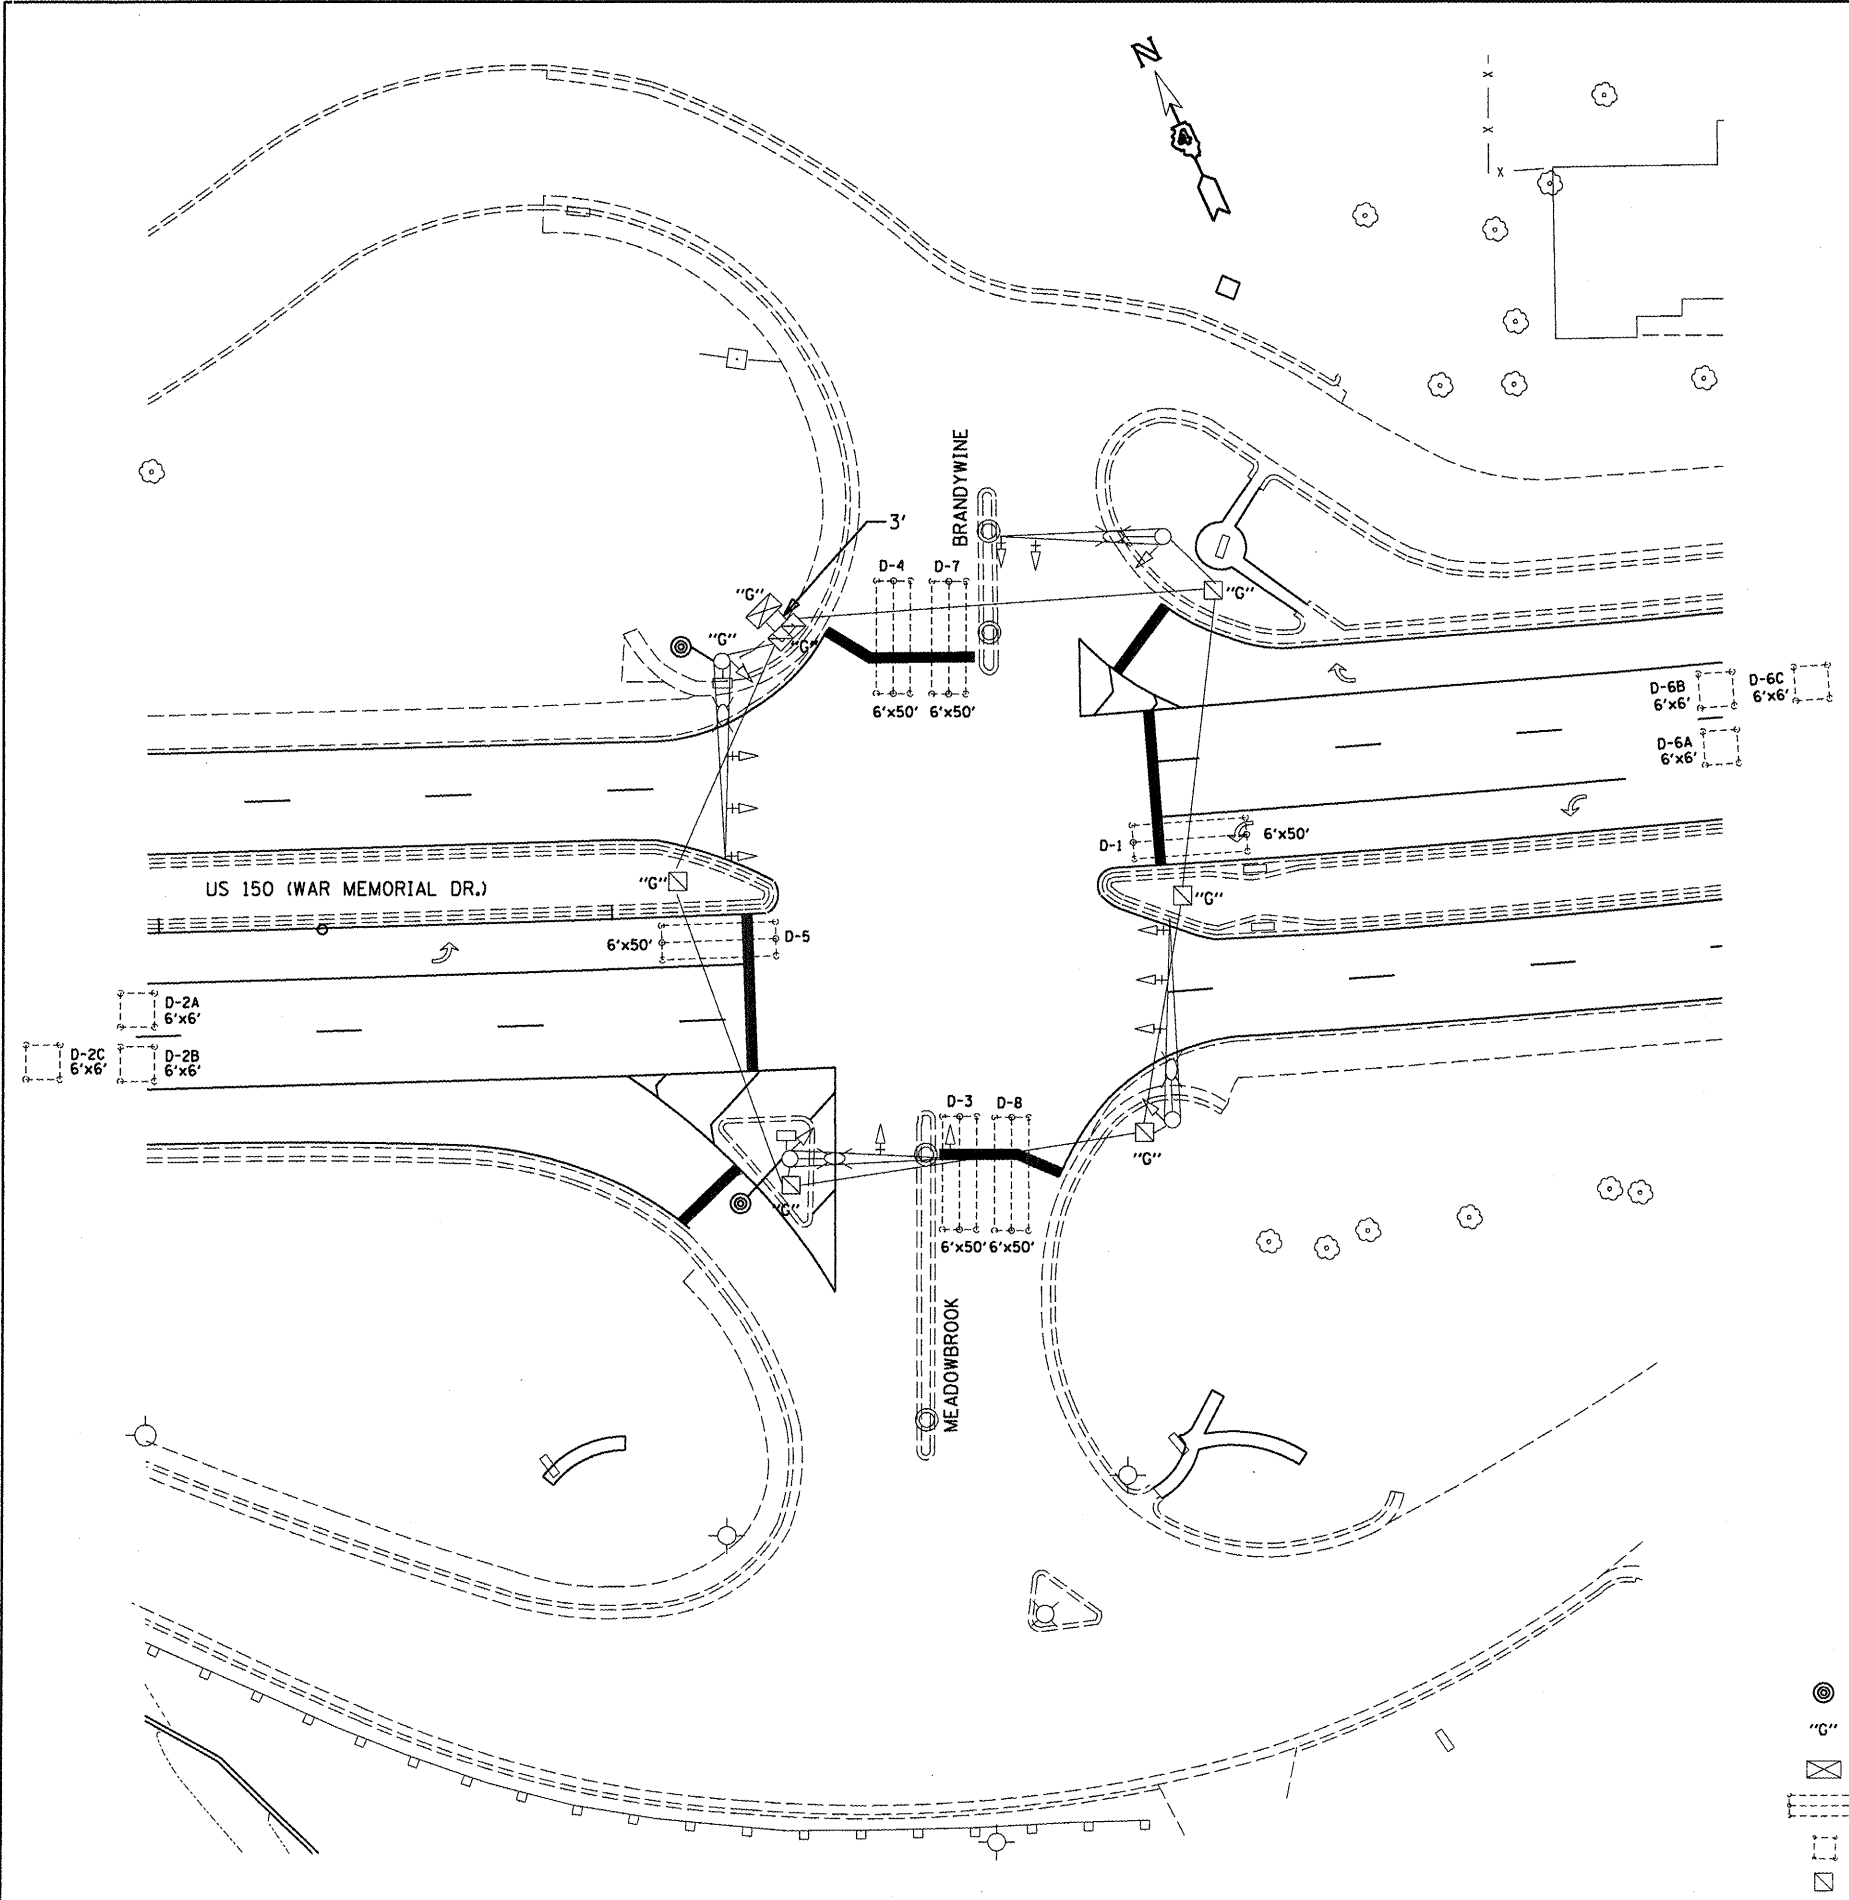 N
X
X
X
BRANDYWINE
3'
D-4 D-7
"G"
"G"
"G"
"G"
6'x50' 6'x50'
D-6B
6'x6'
D-6C
6'x6'
D-6A
6'x6'
D-1
6'x50'
US 150 (WAR MEMORIAL DR.)
"G"
"G"
6'x50'
D-5
D-2A
6'x6'
D-2C
6'x6'
D-2B
6'x6'
D-3 D-8
"G"
"G"
6'x50' 6'x50'
MEADOWBROOK
"G"